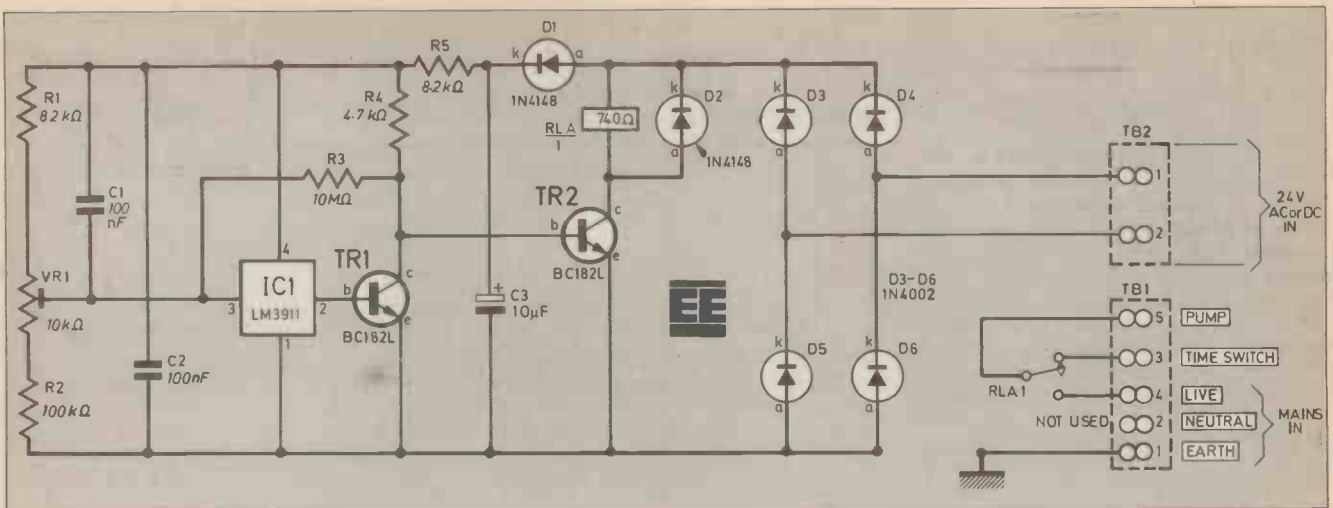 R1
8.2kΩ
C1
100
nF
VR1
10kΩ
R2
100kΩ
C2
100nF
R3
10MΩ
R4
4.7kΩ
R5
8.2kΩ
4
3
IC1
LM3911
2
1
TR1
b
c
e
BC182L
C3
10µF
+
D1
k
a
1N4148
RLA
1
740Ω
k
D2
a
1N4148
TR2
b
c
e
BC182L
EE
k
D3
a
k
D4
a
D3-D6
1N4002
k
D5
a
k
D6
a
TB2
1
2
24V
AC or DC
IN
TB1
5 PUMP
3 TIME SWITCH
RLA1
4 LIVE
NOT USED 2 NEUTRAL
1 EARTH
MAINS
IN